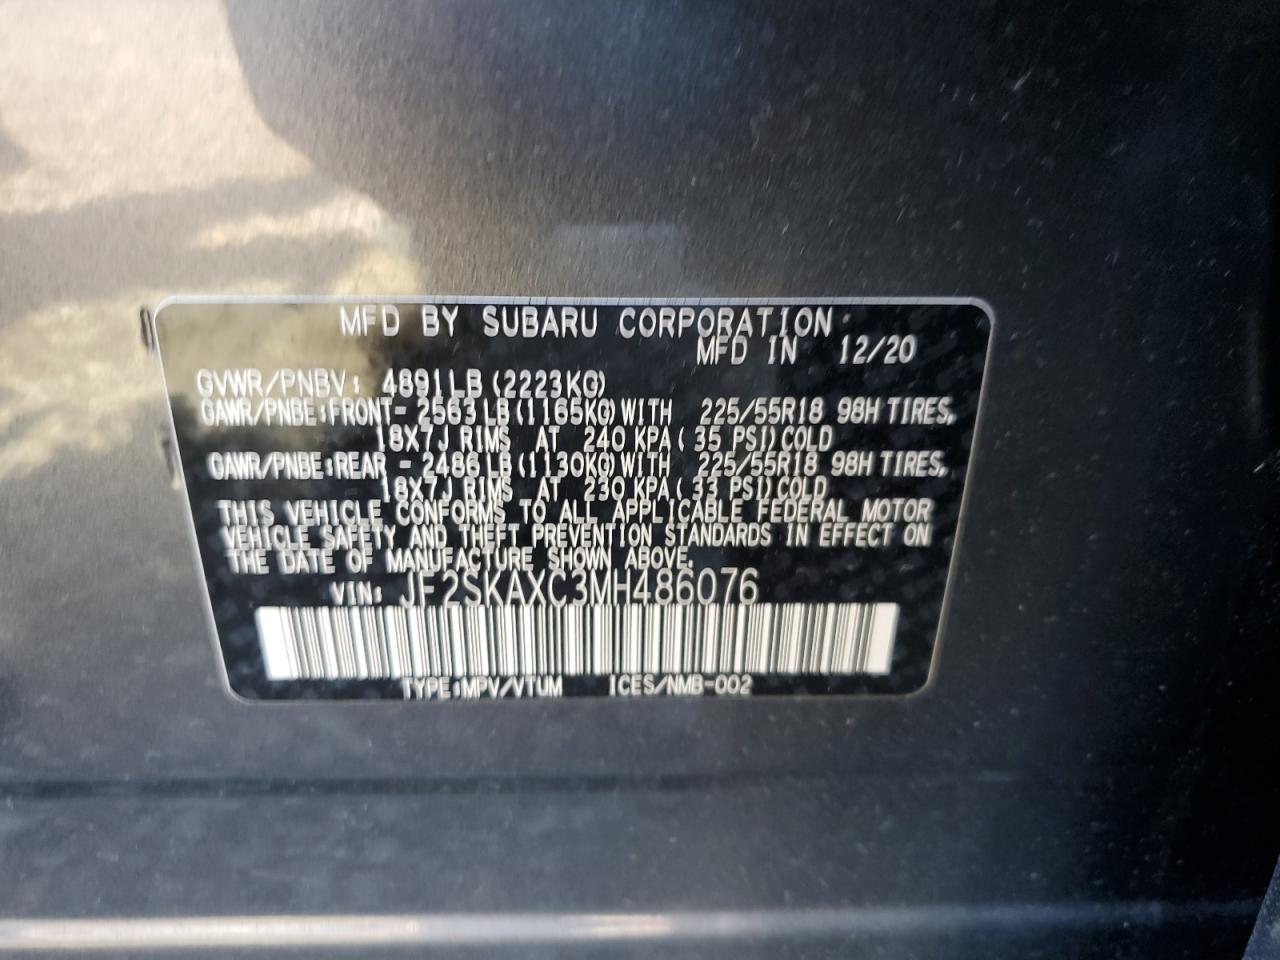 MFD BY SUBARU CORPORATION
MFD IN 12/20
GVWR/PNBV: 4891LB(2223KG)
GAWR/PNBE:FRONT- 2563LB(1165KG)WITH 225/55R18 98H TIRES,
18X7J RIMS AT 240 KPA( 35 PSI)COLD
GAWR/PNBE:REAR - 2486LB(1130KG)WITH 225/55R18 98H TIRES,
18X7J RIMS AT 230 KPA( 33 PSI)COLD
THIS VEHICLE CONFORMS TO ALL APPLICABLE FEDERAL MOTOR
VEHICLE SAFETY AND THEFT PREVENTION STANDARDS IN EFFECT ON
THE DATE OF MANUFACTURE SHOWN ABOVE.
VIN: JF2SKAXC3MH486076
TYPE:MPV/VTUM ICES/NMB-002